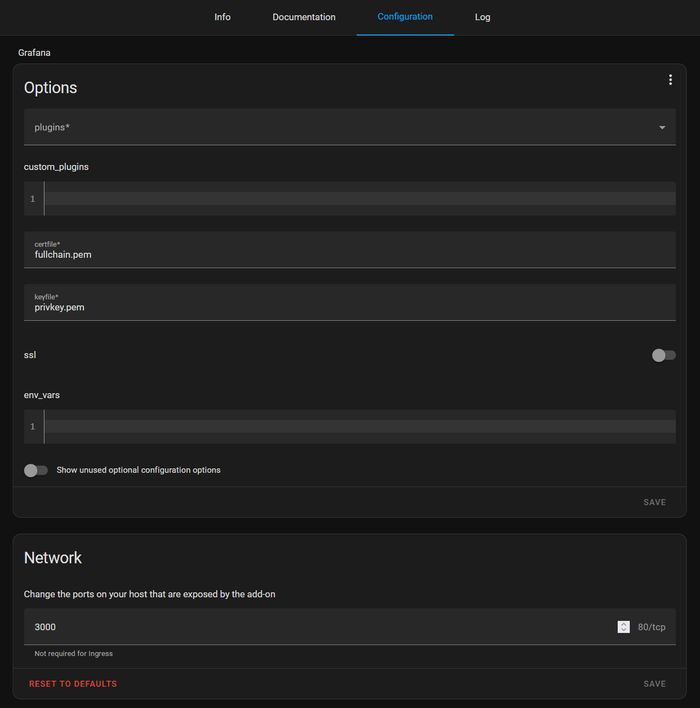 Info Documentation Configuration Log
Grafana
Options
plugins*
custom_plugins
1
certfile*
fullchain.pem
keyfile*
privkey.pem
ssl
env_vars
1
Show unused optional configuration options
SAVE
Network
Change the ports on your host that are exposed by the add-on
3000 80/tcp
Not required for Ingress
RESET TO DEFAULTS SAVE